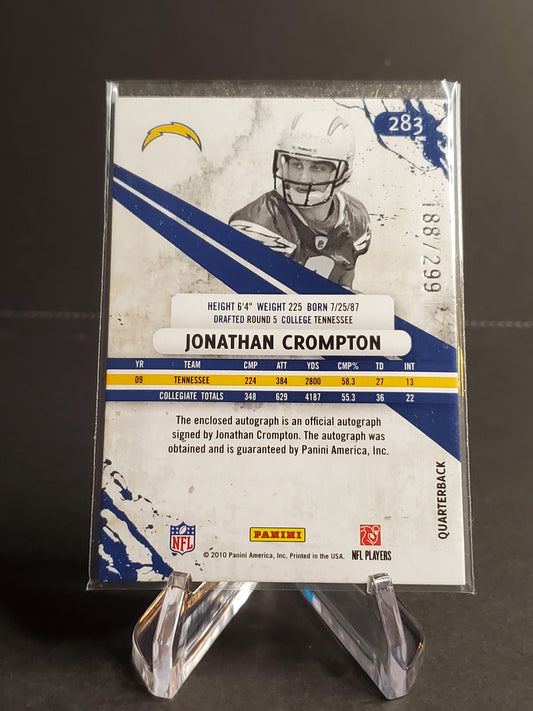 CROMPTON
283
188/299
HEIGHT 6'4" WEIGHT 225 BORN 7/25/87
DRAFTED ROUND 5 COLLEGE TENNESSEE
JONATHAN CROMPTON
YR TEAM CMP ATT YDS CMP% TD INT
09 TENNESSEE 224 384 2800 58.3 27 13
COLLEGIATE TOTALS 348 629 4187 55.3 36 22
The enclosed autograph is an official autograph
signed by Jonathan Crompton. The autograph was
obtained and is guaranteed by Panini America, Inc.
QUARTERBACK
NFL
PANINI
NFL PLAYERS
© 2010 Panini America, Inc. Printed in the USA.